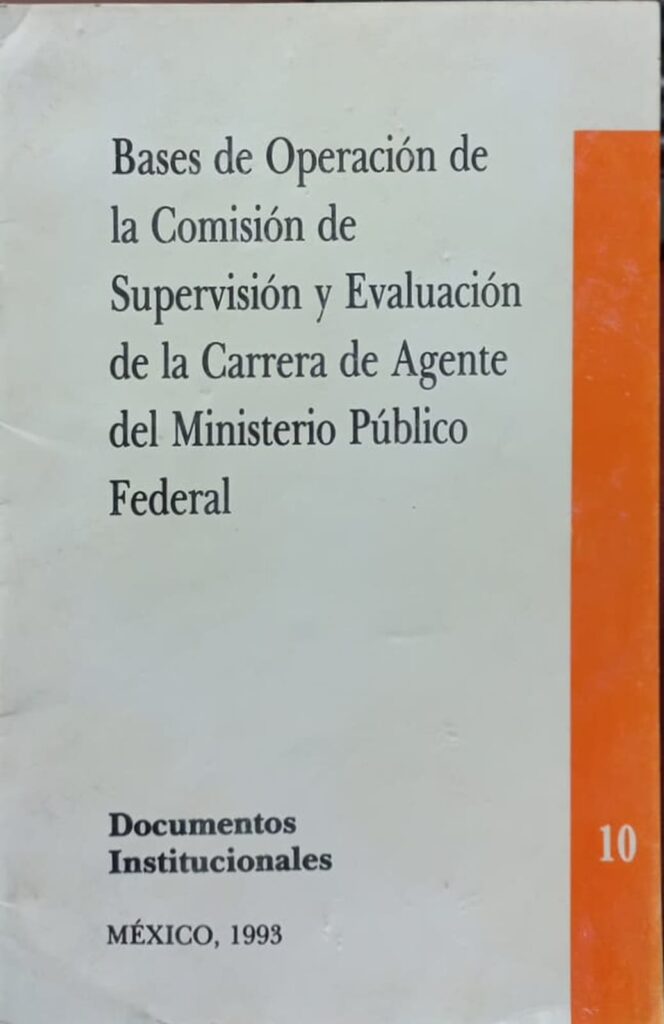 Bases de Operación de
la Comisión de
Supervisión y Evaluación
de la Carrera de Agente
del Ministerio Público
Federal
Documentos
Institucionales
10
MÉXICO, 1993